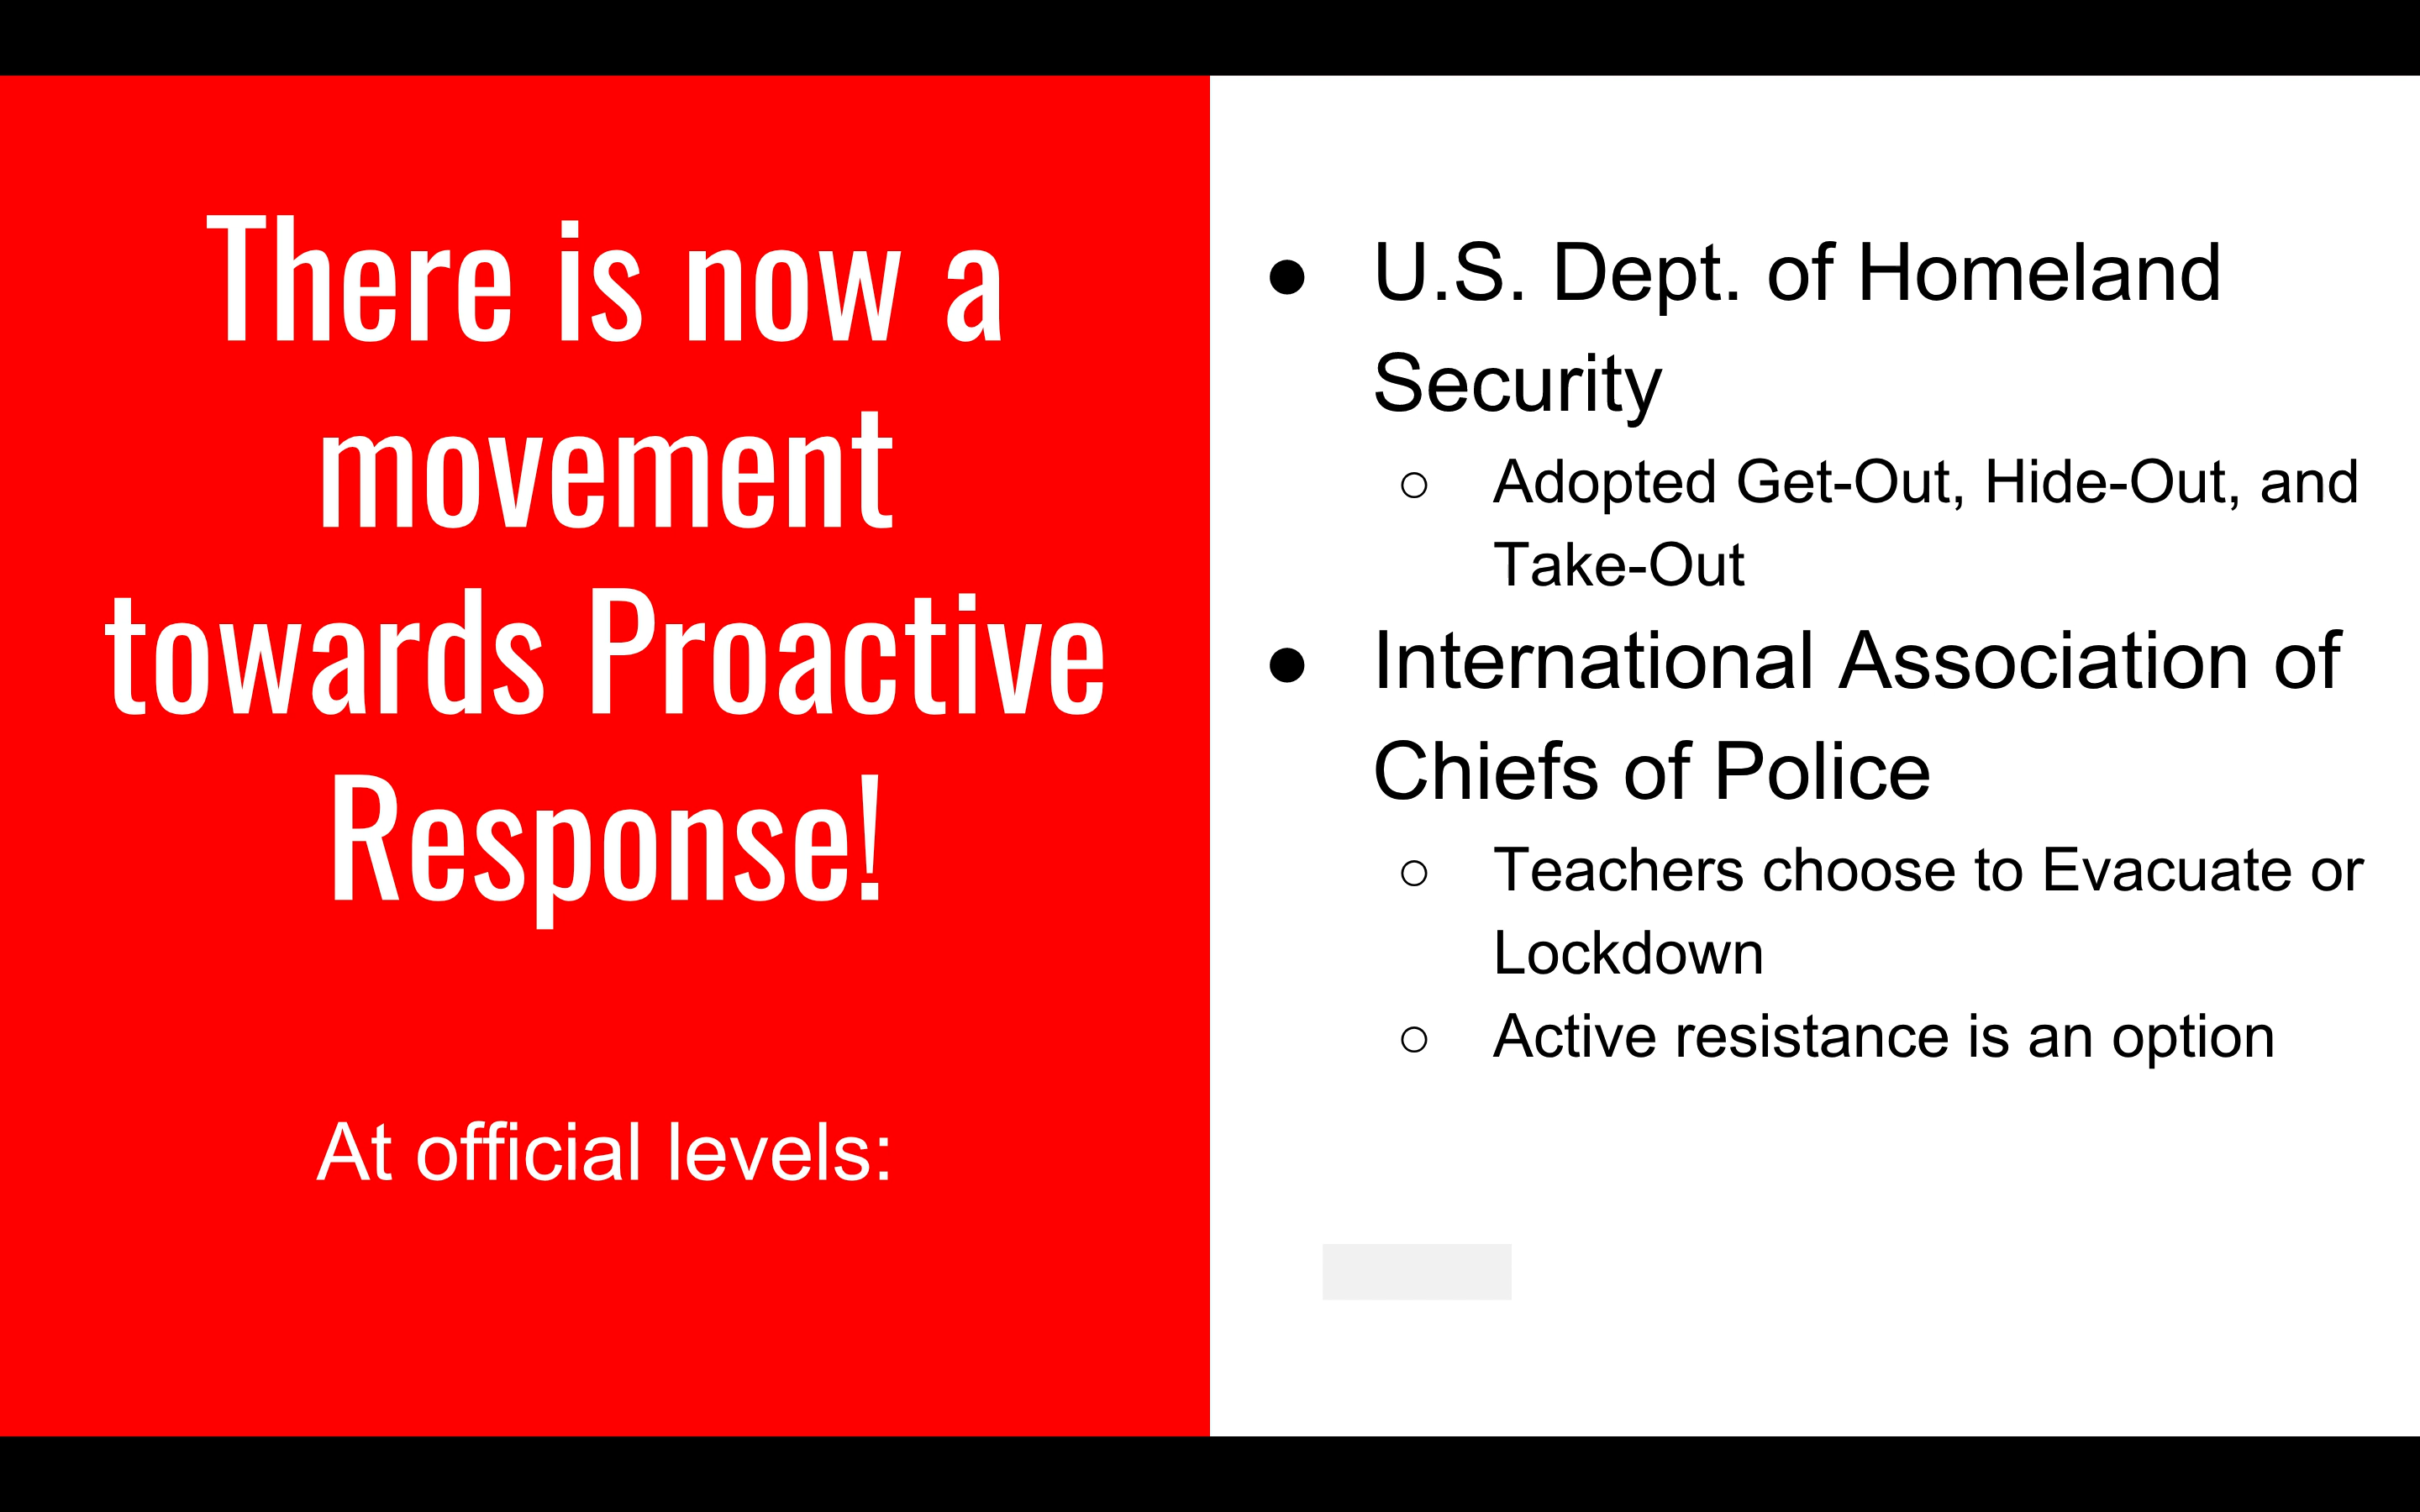 There is now a
movement
towards Proactive
Response!
At official levels:
● U.S. Dept. of Homeland
Security
○ Adopted Get-Out, Hide-Out, and
Take-Out
● International Association of
Chiefs of Police
○ Teachers choose to Evacuate or
Lockdown
○ Active resistance is an option